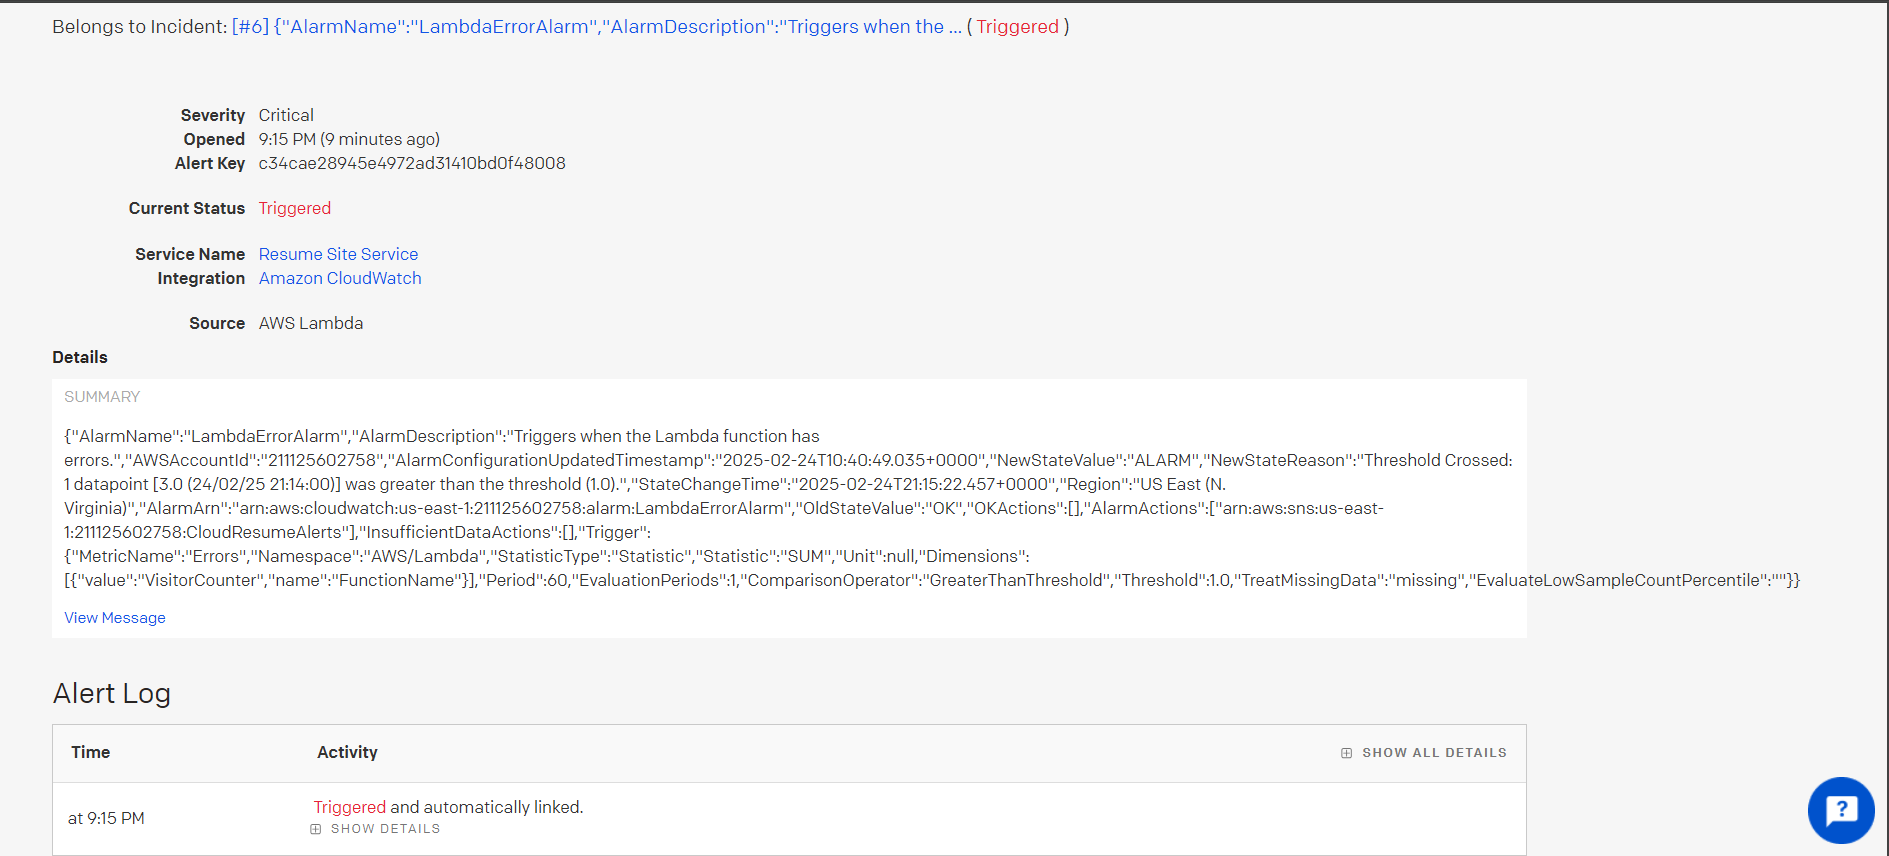 Belongs to Incident: [#6] {"AlarmName":"LambdaErrorAlarm","AlarmDescription":"Triggers when the ... ( Triggered )
Severity Critical
Opened 9:15 PM (9 minutes ago)
Alert Key c34cae28945e4972ad31410bd0f48008
Current Status Triggered
Service Name Resume Site Service
Integration Amazon CloudWatch
Source AWS Lambda
Details
SUMMARY
{"AlarmName":"LambdaErrorAlarm","AlarmDescription":"Triggers when the Lambda function has
errors.","AWSAccountId":"211125602758","AlarmConfigurationUpdatedTimestamp":"2025-02-24T10:40:49.035+0000","NewStateValue":"ALARM","NewStateReason":"Threshold Crossed:
1 datapoint [3.0 (24/02/25 21:14:00)] was greater than the threshold (1.0).","StateChangeTime":"2025-02-24T21:15:22.457+0000","Region":"US East (N.
Virginia)","AlarmArn":"arn:aws:cloudwatch:us-east-1:211125602758:alarm:LambdaErrorAlarm","OldStateValue":"OK","OKActions":[],"AlarmActions":["arn:aws:sns:us-east-
1:211125602758:CloudResumeAlerts"],"InsufficientDataActions":[],"Trigger":
{"MetricName":"Errors","Namespace":"AWS/Lambda","StatisticType":"Statistic","Statistic":"SUM","Unit":null,"Dimensions":
[{"value":"VisitorCounter","name":"FunctionName"}],"Period":60,"EvaluationPeriods":1,"ComparisonOperator":"GreaterThanThreshold","Threshold":1.0,"TreatMissingData":"missing","EvaluateLowSampleCountPercentile":""}}
View Message
Alert Log
Time Activity SHOW ALL DETAILS
at 9:15 PM Triggered and automatically linked.
SHOW DETAILS